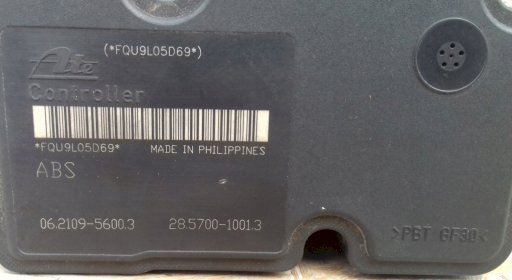 (*FQU9L05D69*)
Ate
Controller
*FQU9L05D69* MADE IN PHILIPPINES
ABS
06.2109-5600.3 28.5700-1001.3
>PBT GF30<